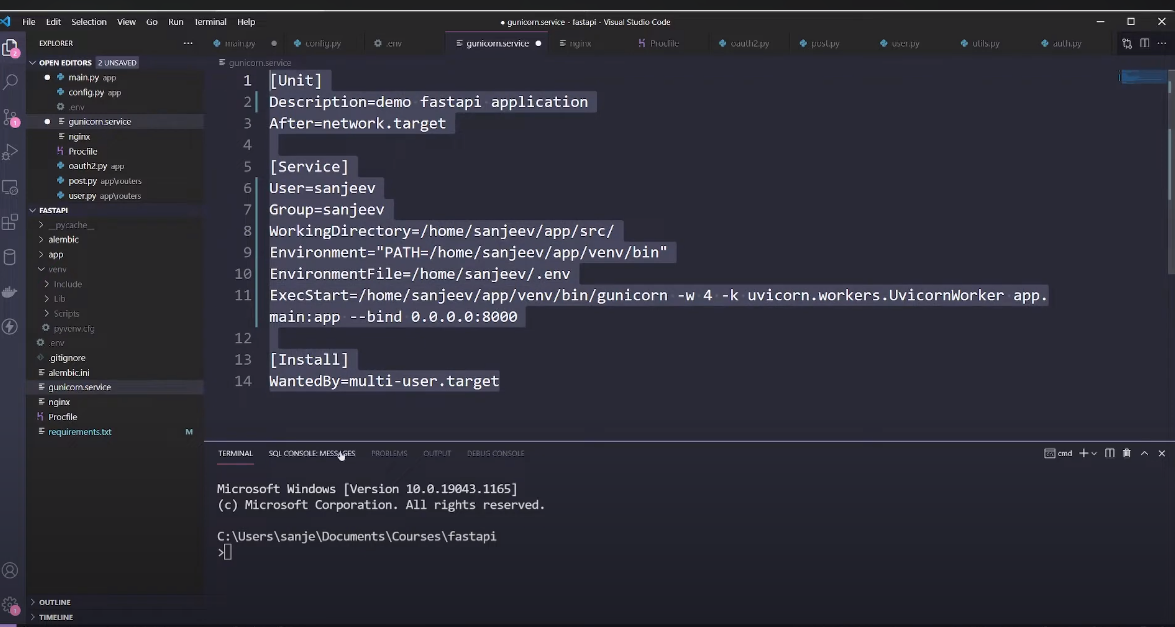 File Edit Selection View Go Run Terminal Help
● gunicorn.service - fastapi - Visual Studio Code
EXPLORER
main.py
config.py
.env
gunicorn.service
nginx
Procfile
oauth2.py
post.py
user.py
utils.py
auth.py
OPEN EDITORS 2 UNSAVED
main.py app
config.py app
.env
gunicorn.service
nginx
Procfile
oauth2.py app
post.py app\routers
user.py app\routers
FASTAPI
__pycache__
alembic
app
venv
Include
Lib
Scripts
pyvenv.cfg
.env
.gitignore
alembic.ini
gunicorn.service
nginx
Procfile
requirements.txt M
OUTLINE
TIMELINE
gunicorn.service
1 [Unit]
2 Description=demo fastapi application
3 After=network.target
4
5 [Service]
6 User=sanjeev
7 Group=sanjeev
8 WorkingDirectory=/home/sanjeev/app/src/
9 Environment="PATH=/home/sanjeev/app/venv/bin"
10 EnvironmentFile=/home/sanjeev/.env
11 ExecStart=/home/sanjeev/app/venv/bin/gunicorn -w 4 -k uvicorn.workers.UvicornWorker app.
main:app --bind 0.0.0.0:8000
12
13 [Install]
14 WantedBy=multi-user.target
TERMINAL SQL CONSOLE: MESSAGES PROBLEMS OUTPUT DEBUG CONSOLE
cmd
Microsoft Windows [Version 10.0.19043.1165]
(c) Microsoft Corporation. All rights reserved.
C:\Users\sanje\Documents\Courses\fastapi
>